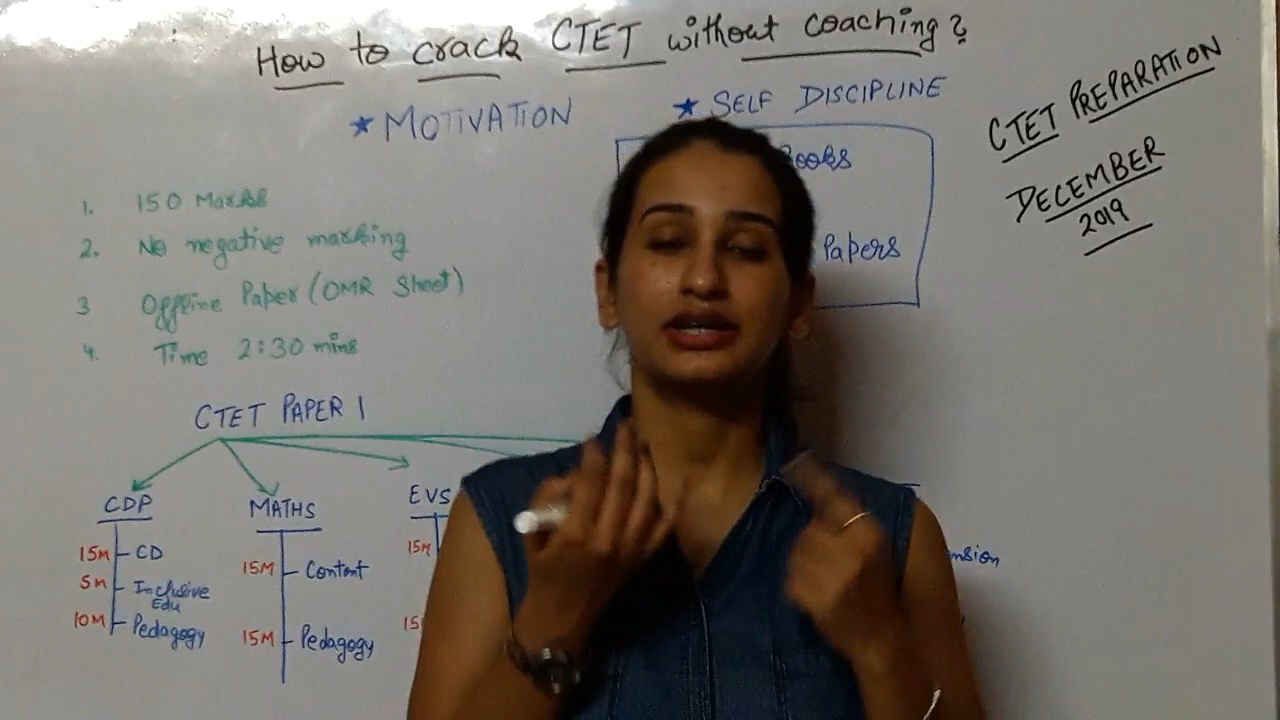 How to crack CTET without coaching?
★ MOTIVATION ★ SELF DISCIPLINE
CTET PREPARATION
DECEMBER
2019
Books
Papers
1. 150 Marks
2. No negative marking
3 Offline Paper (OMR Sheet)
4. Time 2:30 mins
CTET PAPER 1
CDP
15M CD
5M Inclusive
Edu
10M Pedagogy
MATHS
15M Content
15M Pedagogy
EVS
15M
15
nsion